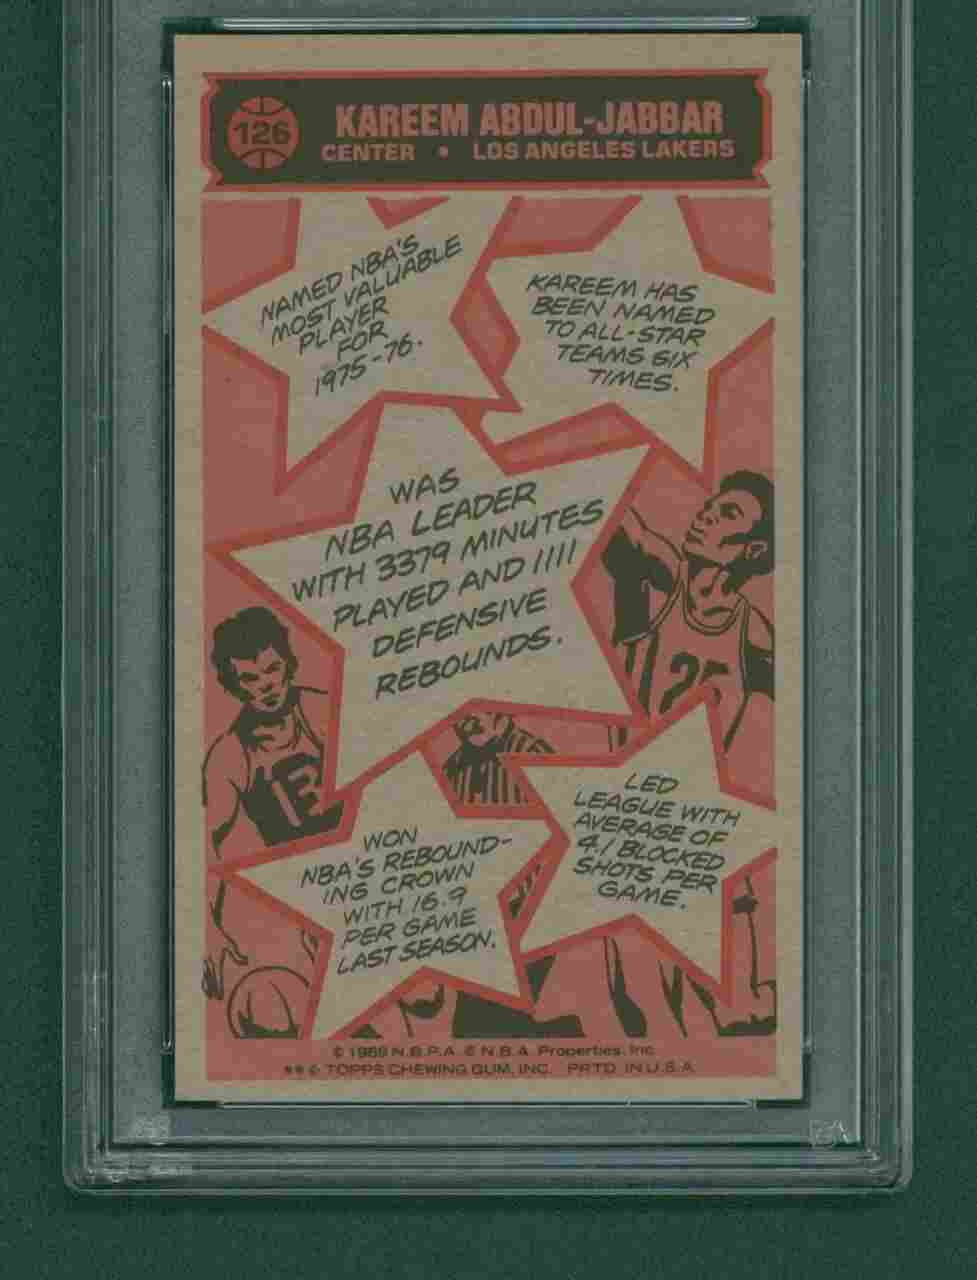 126
KAREEM ABDUL-JABBAR
CENTER • LOS ANGELES LAKERS
NAMED NBA'S
MOST VALUABLE
PLAYER
FOR
1975-76.
KAREEM HAS
BEEN NAMED
TO ALL-STAR
TEAMS SIX
TIMES.
WAS
NBA LEADER
WITH 3379 MINUTES
PLAYED AND 1111
DEFENSIVE
REBOUNDS.
25
13
WON
NBA'S REBOUND-
ING CROWN
WITH 16.9
PER GAME
LAST SEASON.
LED
LEAGUE WITH
AVERAGE OF
4.1 BLOCKED
SHOTS PER
GAME.
© 1969 N.B.P.A. © N.B.A. Properties, Inc.
**© TOPPS CHEWING GUM, INC. PRTD. IN U.S.A.